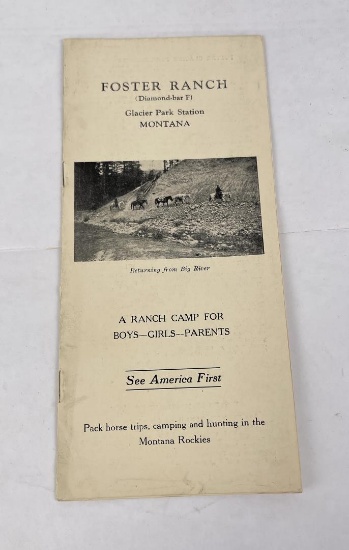 FOSTER RANCH
(Diamond-bar F)
Glacier Park Station
MONTANA
Returning from Big River
A RANCH CAMP FOR
BOYS—GIRLS—PARENTS
See America First
Pack horse trips, camping and hunting in the
Montana Rockies